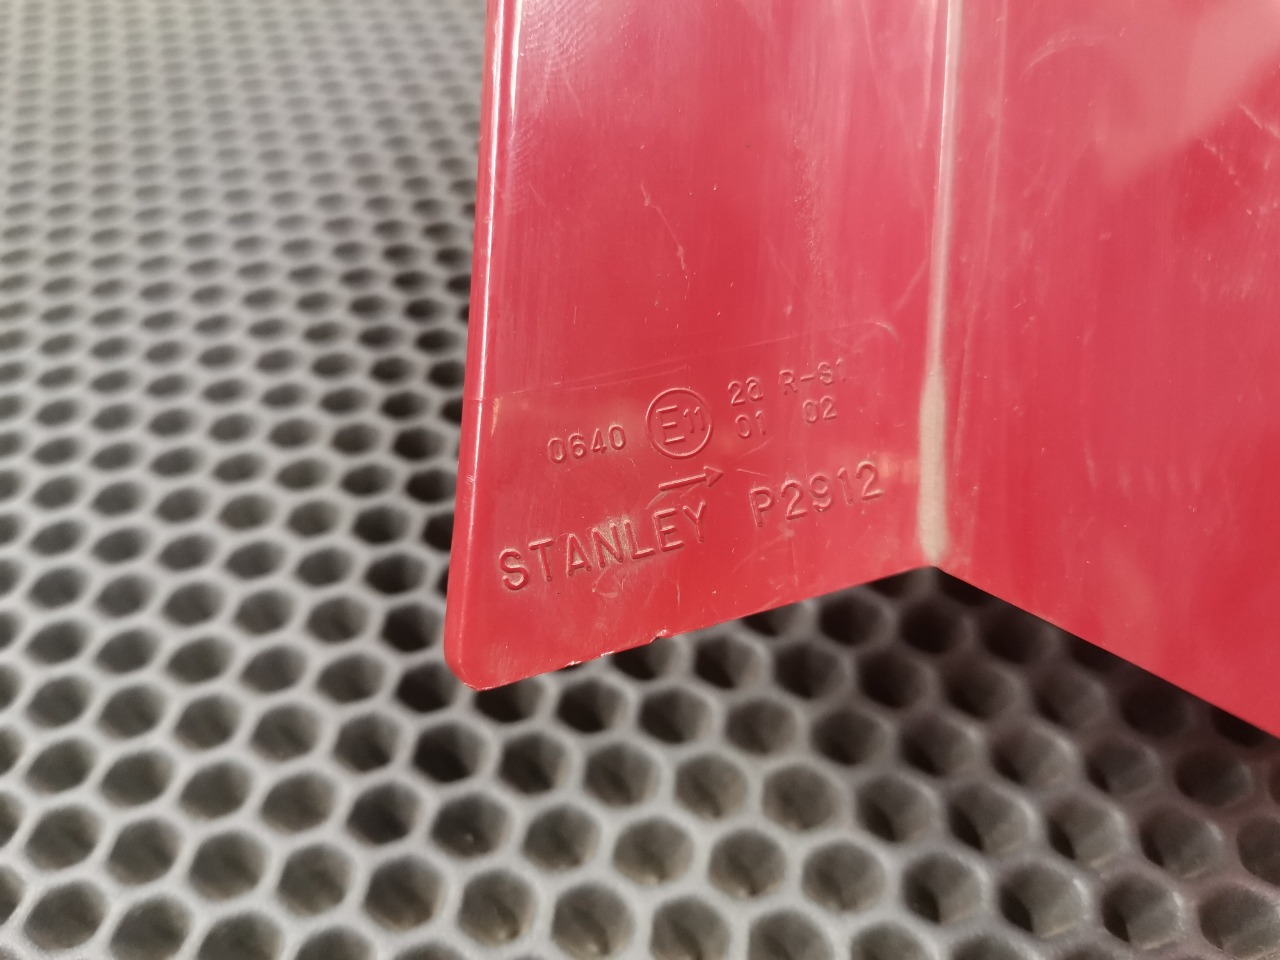 0640 E11 2a R-S1
01 02
→
STANLEY P2912